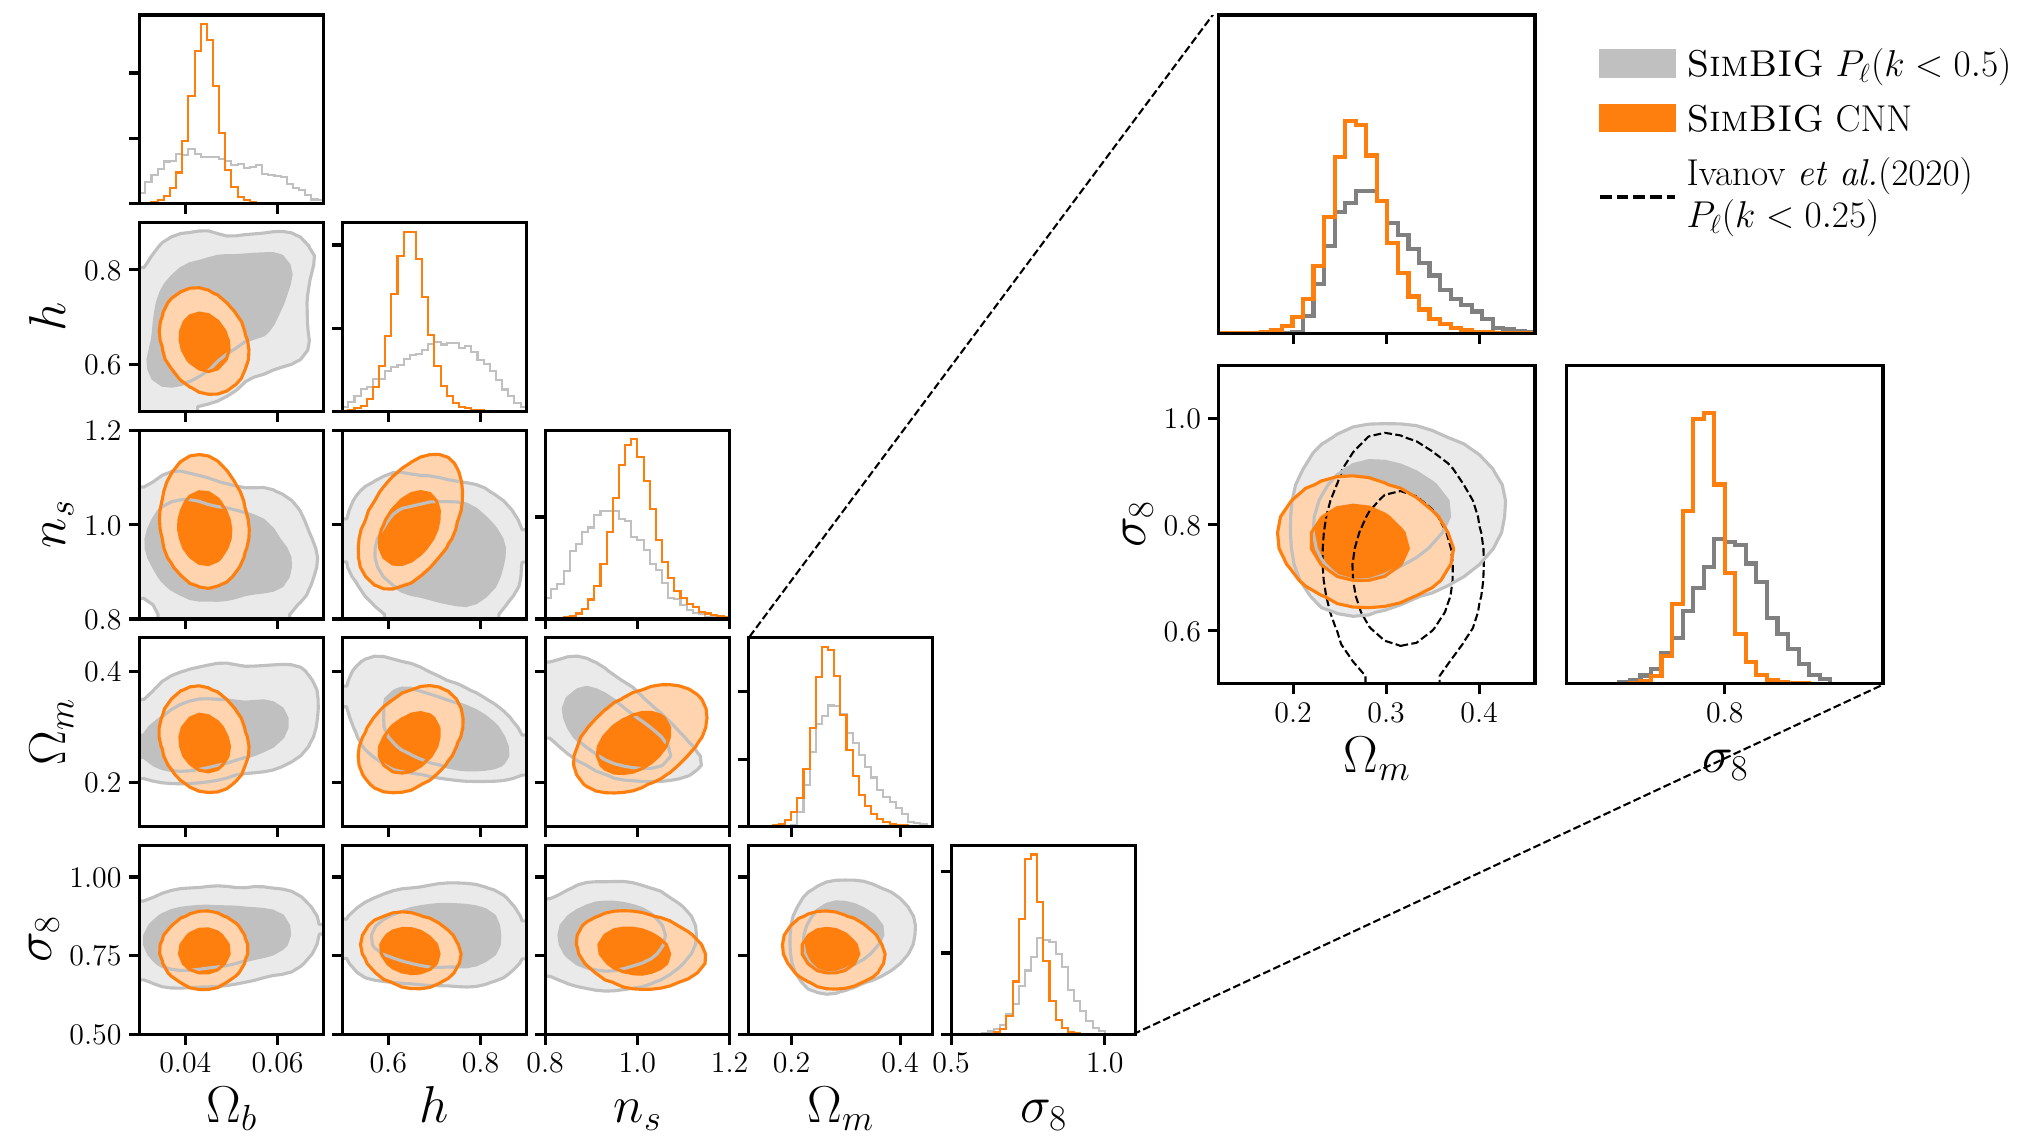 SIMBIG Pℓ(k < 0.5)
SIMBIG CNN
Ivanov et al.(2020)
Pℓ(k < 0.25)
h
0.8
0.6
n_s
1.2
1.0
0.8
Ω_m
0.4
0.2
σ_8
1.00
0.75
0.50
0.04 0.06 0.6 0.8 0.8 1.0 1.2 0.2 0.4 0.5 1.0
Ω_b h n_s Ω_m σ_8
σ_8
1.0
0.8
0.6
0.2 0.3 0.4 0.8
Ω_m σ_8